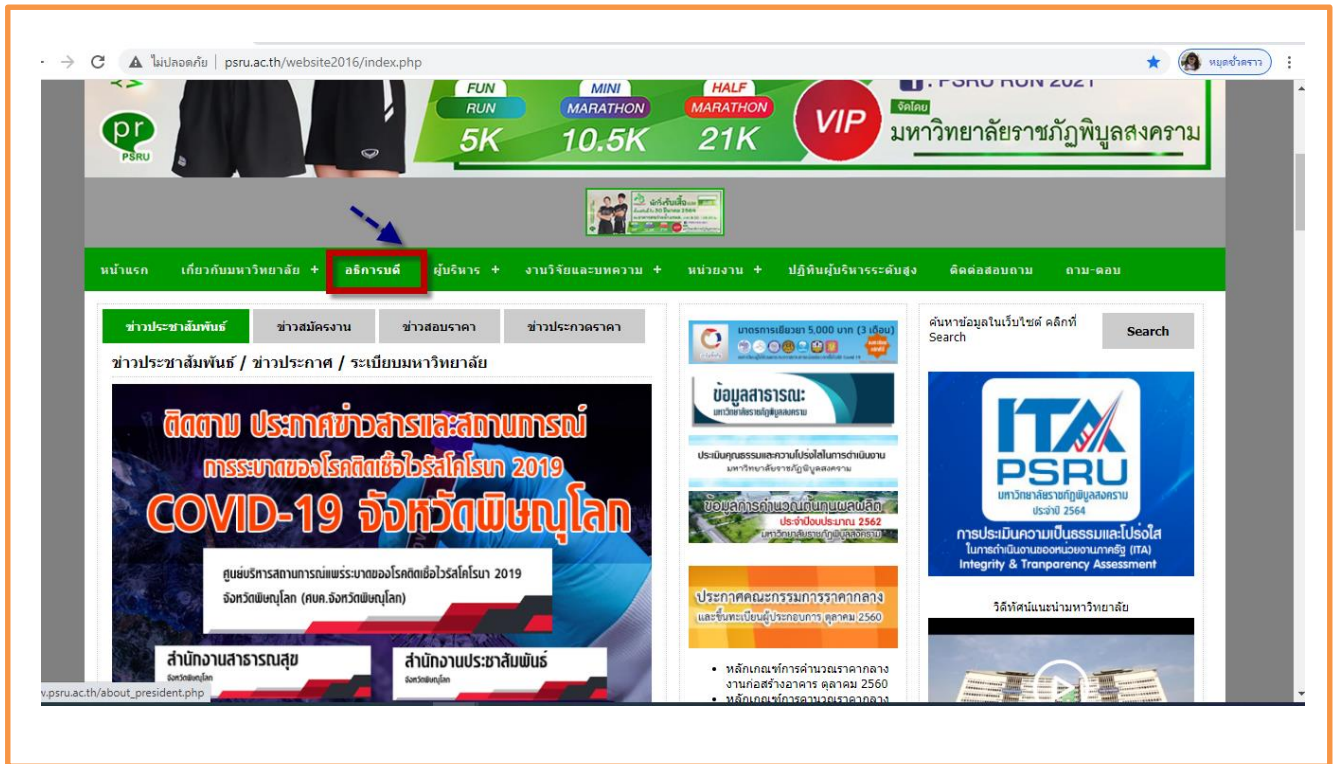 ไม่ปลอดภัย | psru.ac.th/website2016/index.php
หยุดชั่วคราว
FUN RUN 5K
MINI MARATHON 10.5K
HALF MARATHON 21K
VIP
: PSRU RUN 2021
จัดโดย
มหาวิทยาลัยราชภัฏพิบูลสงคราม
pr
PSRU
หน้าแรก เกี่ยวกับมหาวิทยาลัย + อธิการบดี ผู้บริหาร + งานวิจัยและบทความ + หน่วยงาน + ปฏิทินผู้บริหารระดับสูง ติดต่อสอบถาม ถาม-ตอบ
ข่าวประชาสัมพันธ์ ข่าวสมัครงาน ข่าวสอบราคา ข่าวประกวดราคา
ข่าวประชาสัมพันธ์ / ข่าวประกาศ / ระเบียบมหาวิทยาลัย
ติดตาม ประกาศข่าวสารและสถานการณ์
การระบาดของโรคติดเชื้อไวรัสโคโรนา 2019
COVID-19 จังหวัดพิษณุโลก
ศูนย์บริหารสถานการณ์แพร่ระบาดของโรคติดเชื้อไวรัสโคโรนา 2019
จังหวัดพิษณุโลก (ศบค.จังหวัดพิษณุโลก)
สำนักงานสาธารณสุข
จังหวัดพิษณุโลก
สำนักงานประชาสัมพันธ์
จังหวัดพิษณุโลก
v.psru.ac.th/about_president.php
มาตรการเยียวยา 5,000 บาท (3 เดือน)
ข้อมูลสาธารณะ
มหาวิทยาลัยราชภัฏพิบูลสงคราม
ประเมินคุณธรรมและความโปร่งใสในการดำเนินงาน
มหาวิทยาลัยราชภัฏพิบูลสงคราม
ข้อมูลการคำนวณต้นทุนผลผลิต
ประจำปีงบประมาณ 2562
มหาวิทยาลัยราชภัฏพิบูลสงคราม
ประกาศคณะกรรมการราคากลาง
และขึ้นทะเบียนผู้ประกอบการ ตุลาคม 2560
• หลักเกณฑ์การคำนวณราคากลาง
งานก่อสร้างอาคาร ตุลาคม 2560
• หลักเกณฑ์การคำนวณราคากลาง
ค้นหาข้อมูลในเว็บไซต์ คลิกที่
Search
Search
ITA
PSRU
มหาวิทยาลัยราชภัฏพิบูลสงคราม
ประจำปี 2564
การประเมินความเป็นธรรมและโปร่งใส
ในการดำเนินงานของหน่วยงานภาครัฐ (ITA)
Integrity & Tranparency Assessment
วิดีทัศน์แนะนำมหาวิทยาลัย